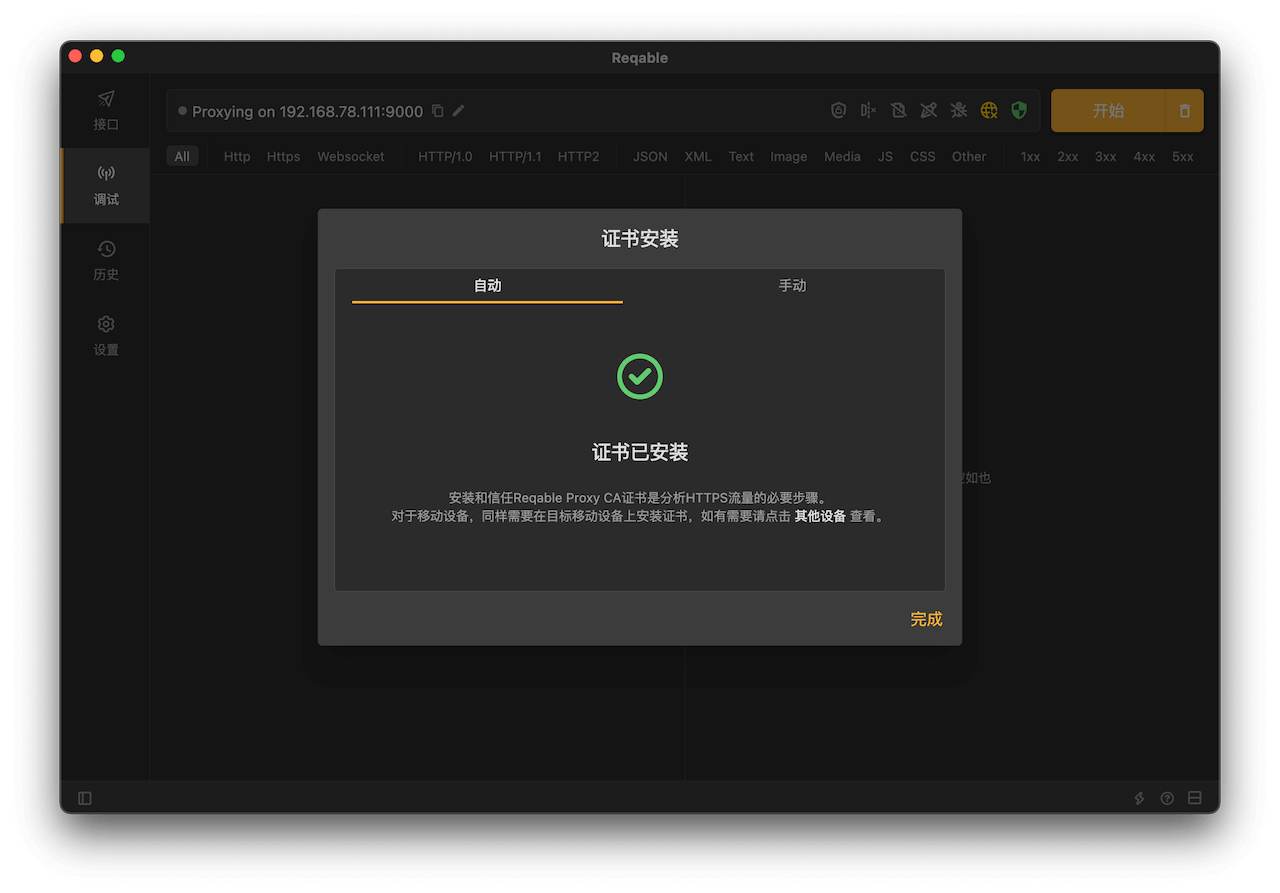 Reqable
接口
调试
历史
设置
Proxying on 192.168.78.111:9000
开始
All Http Https Websocket HTTP/1.0 HTTP/1.1 HTTP2 JSON XML Text Image Media JS CSS Other 1xx 2xx 3xx 4xx 5xx
证书安装
自动 手动
证书已安装
安装和信任Reqable Proxy CA证书是分析HTTPS流量的必要步骤。
对于移动设备，同样需要在目标移动设备上安装证书，如有需要请点击 其他设备 查看。
如也
完成